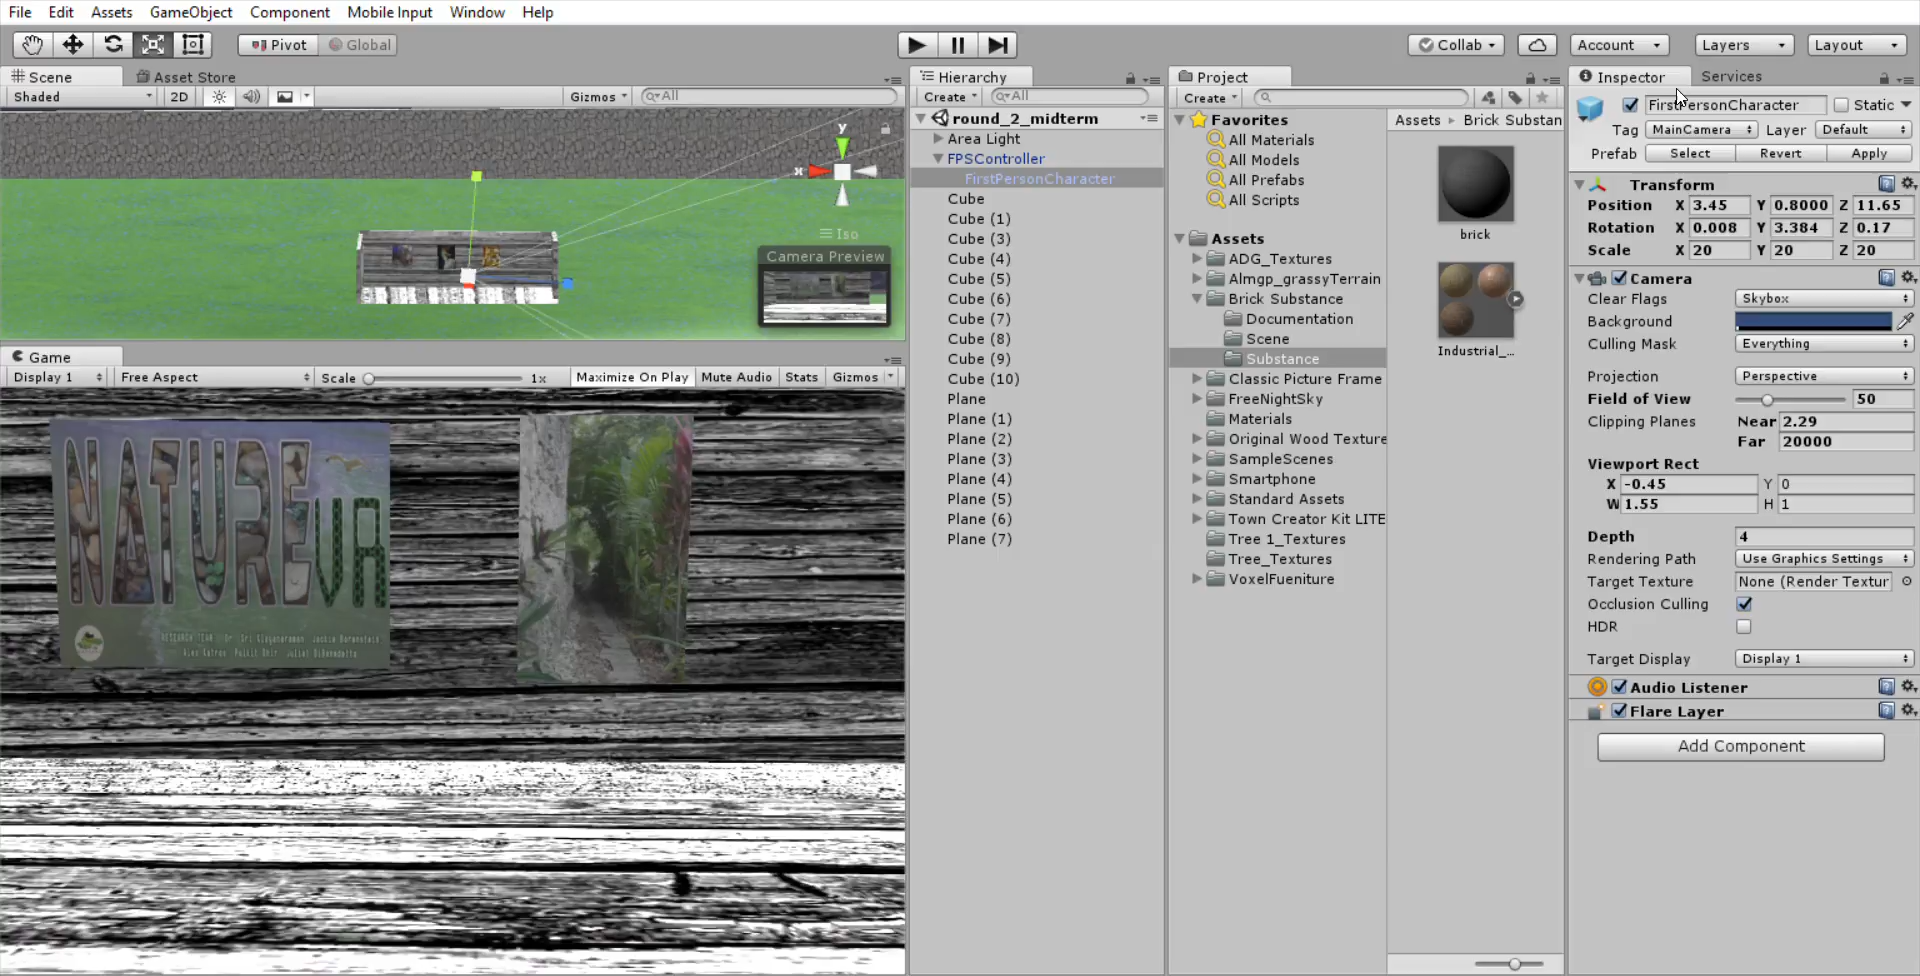 File Edit Assets GameObject Component Mobile Input Window Help
Pivot Global Collab Account Layers Layout
Scene Asset Store
Shaded 2D Gizmos All
y
x
Iso
Camera Preview
Game
Display 1 Free Aspect Scale 1x Maximize On Play Mute Audio Stats Gizmos
NATURE VR
RESEARCH TEAM:
Hierarchy
Create All
round_2_midterm
Area Light
FPSController
FirstPersonCharacter
Cube
Cube (1)
Cube (3)
Cube (4)
Cube (5)
Cube (6)
Cube (7)
Cube (8)
Cube (9)
Cube (10)
Plane
Plane (1)
Plane (2)
Plane (3)
Plane (4)
Plane (5)
Plane (6)
Plane (7)
Project
Create
Favorites
All Materials
All Models
All Prefabs
All Scripts
Assets
ADG_Textures
Almgp_grassyTerrain
Brick Substance
Documentation
Scene
Substance
Classic Picture Frame
FreeNightSky
Materials
Original Wood Texture
SampleScenes
Smartphone
Standard Assets
Town Creator Kit LITE
Tree 1_Textures
Tree_Textures
VoxelFueniture
Assets Brick Substan
brick
Industrial_...
Inspector Services
FirstPersonCharacter Static
Tag MainCamera Layer Default
Prefab Select Revert Apply
Transform
Position X 3.45 Y 0.8000 Z 11.65
Rotation X 0.008 Y 3.384 Z 0.17
Scale X 20 Y 20 Z 20
Camera
Clear Flags Skybox
Background
Culling Mask Everything
Projection Perspective
Field of View 50
Clipping Planes Near 2.29
Far 20000
Viewport Rect
X -0.45 Y 0
W 1.55 H 1
Depth 4
Rendering Path Use Graphics Settings
Target Texture None (Render Textur
Occlusion Culling
HDR
Target Display Display 1
Audio Listener
Flare Layer
Add Component